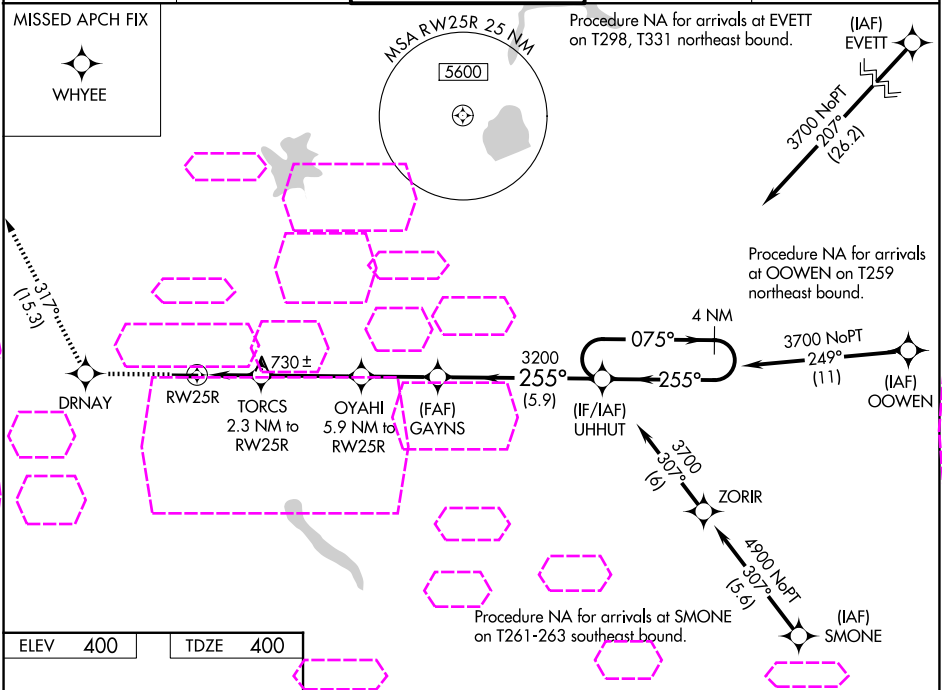 MISSED APCH FIX
WHYEE
MSA RW25R 25 NM
5600
Procedure NA for arrivals at EVETT
on T298, T331 northeast bound.
(IAF)
EVETT
3700 NoPT
207°
(26.2)
Procedure NA for arrivals
at OOWEN on T259
northeast bound.
317°
(15.3)
4 NM
075°
3700 NoPT
249°
(11)
730 ±
3200
255°
(5.9)
255°
DRNAY
RW25R
TORCS
2.3 NM to
RW25R
OYAHI
5.9 NM to
RW25R
(FAF)
GAYNS
(IF/IAF)
UHHUT
(IAF)
OOWEN
3700
307°
(6)
ZORIR
4900 NoPT
307°
(5.6)
Procedure NA for arrivals at SMONE
on T261-263 southeast bound.
(IAF)
SMONE
ELEV 400
TDZE 400